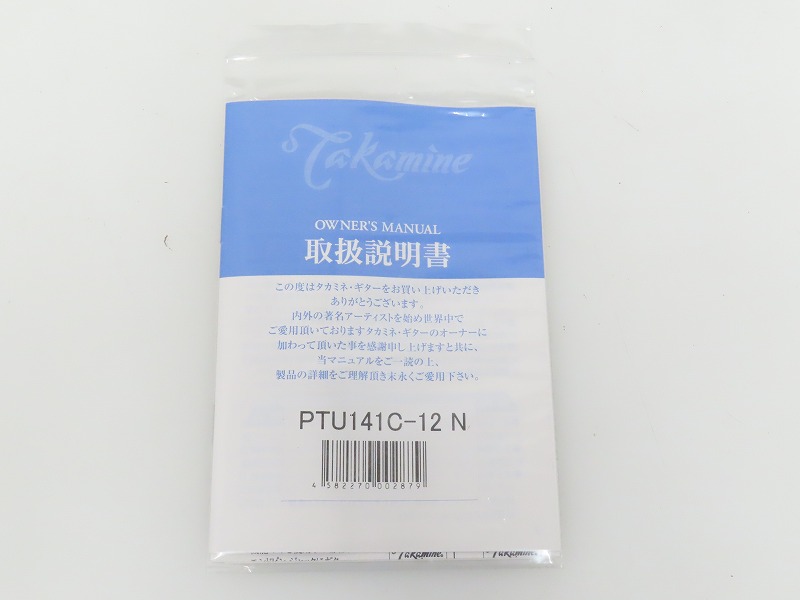 Takamine
OWNER'S MANUAL
取扱説明書
この度はタカミネ・ギターをお買い上げいただき
ありがとうございます。
内外の著名アーティストを始め世界中で
ご愛用頂いておりますタカミネ・ギターのオーナーに
加わって頂いた事を感謝申し上げますと共に、
当マニュアルをご一読の上、
製品の詳細をご理解頂き末永くご愛用下さい。
PTU141C-12 N
4 582270 002879
Takamine Takamine